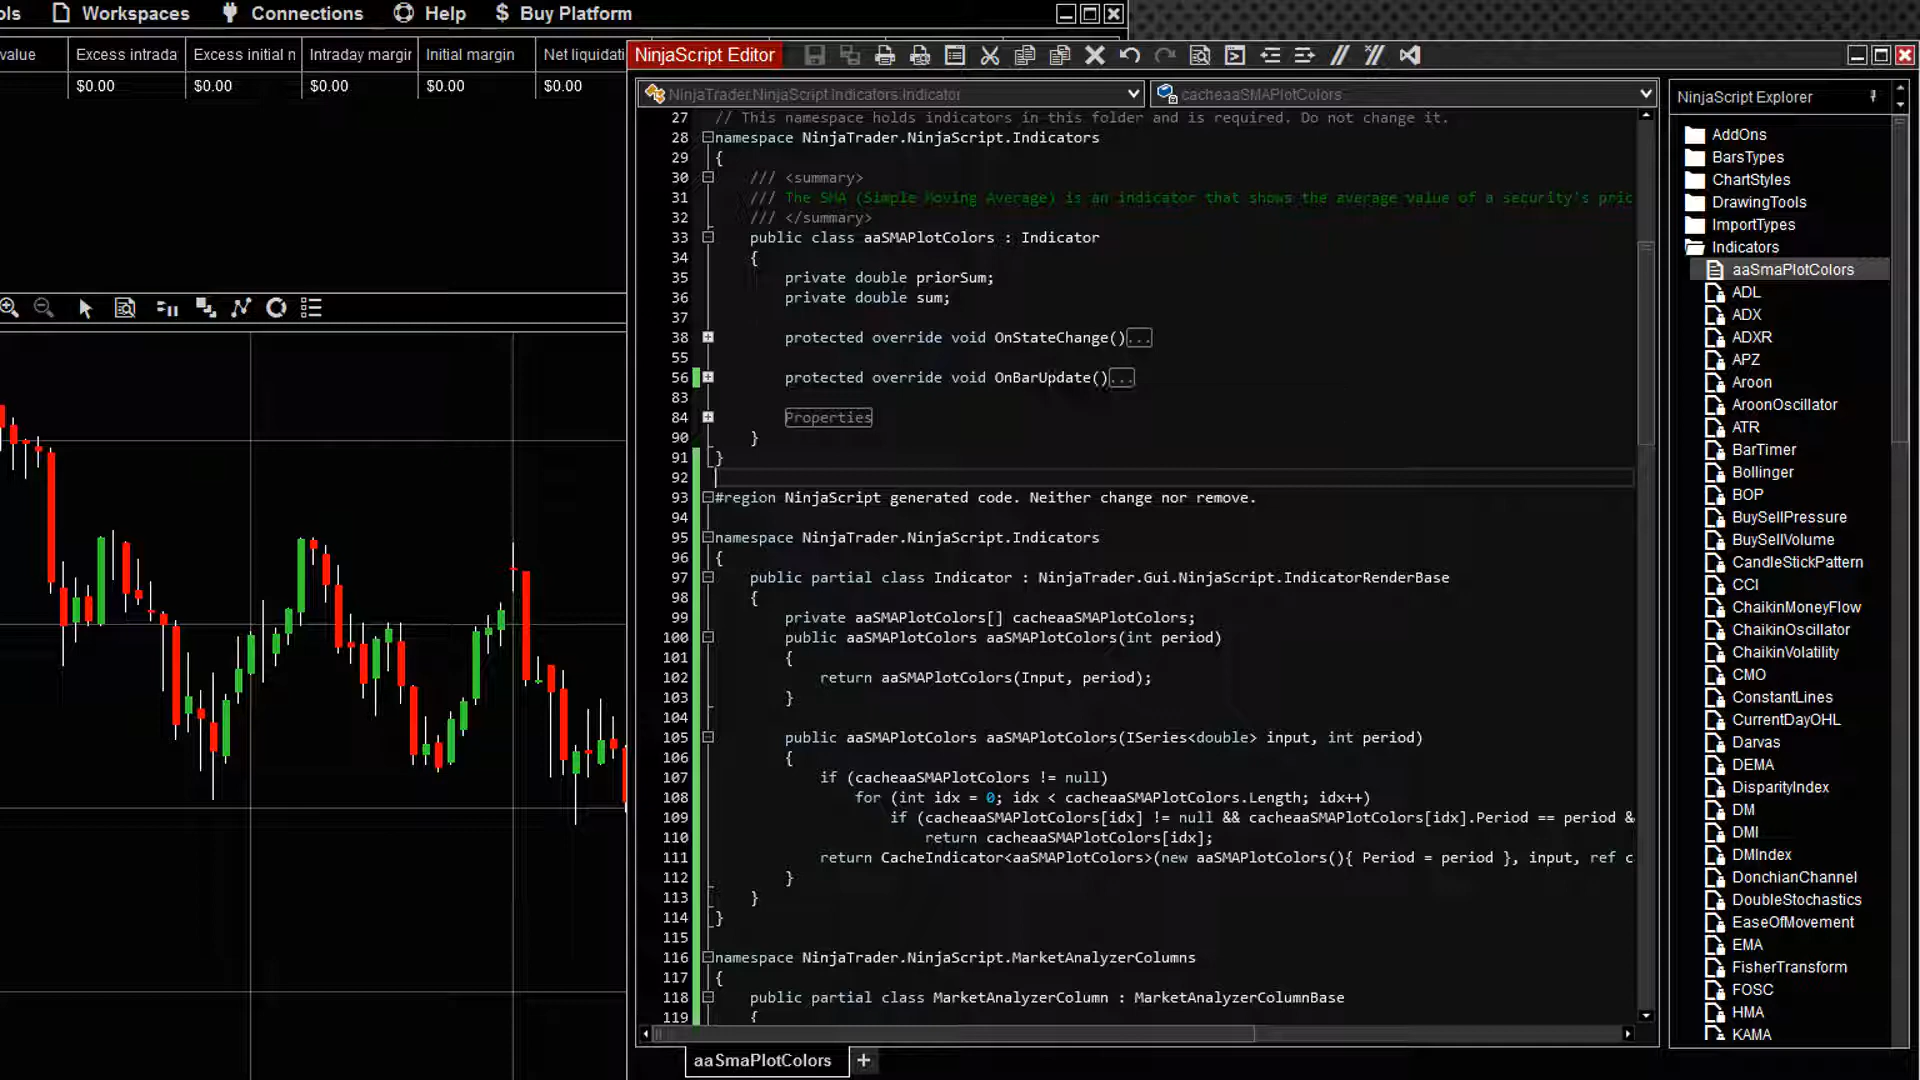 ols Workspaces Connections Help $ Buy Platform
value Excess intrada Excess initial n Intraday margir Initial margin Net liquidati
$0.00 $0.00 $0.00 $0.00 $0.00
NinjaScript Editor
NinjaTrader.NinjaScript.Indicators.Indicator cacheaaSMAPlotColors
27 // This namespace holds indicators in this folder and is required. Do not change it.
28 namespace NinjaTrader.NinjaScript.Indicators
29 {
30 /// <summary>
31 /// The SMA (Simple Moving Average) is an indicator that shows the average value of a security's pric
32 /// </summary>
33 public class aaSMAPlotColors : Indicator
34 {
35 private double priorSum;
36 private double sum;
37
38 protected override void OnStateChange()...
55
56 protected override void OnBarUpdate()...
83
84 Properties
90 }
91 }
92
93 #region NinjaScript generated code. Neither change nor remove.
94
95 namespace NinjaTrader.NinjaScript.Indicators
96 {
97 public partial class Indicator : NinjaTrader.Gui.NinjaScript.IndicatorRenderBase
98 {
99 private aaSMAPlotColors[] cacheaaSMAPlotColors;
100 public aaSMAPlotColors aaSMAPlotColors(int period)
101 {
102 return aaSMAPlotColors(Input, period);
103 }
104
105 public aaSMAPlotColors aaSMAPlotColors(ISeries<double> input, int period)
106 {
107 if (cacheaaSMAPlotColors != null)
108 for (int idx = 0; idx < cacheaaSMAPlotColors.Length; idx++)
109 if (cacheaaSMAPlotColors[idx] != null && cacheaaSMAPlotColors[idx].Period == period &
110 return cacheaaSMAPlotColors[idx];
111 return CacheIndicator<aaSMAPlotColors>(new aaSMAPlotColors(){ Period = period }, input, ref c
112 }
113 }
114 }
115
116 namespace NinjaTrader.NinjaScript.MarketAnalyzerColumns
117 {
118 public partial class MarketAnalyzerColumn : MarketAnalyzerColumnBase
119 {
aaSmaPlotColors +
NinjaScript Explorer
AddOns
BarsTypes
ChartStyles
DrawingTools
ImportTypes
Indicators
aaSmaPlotColors
ADL
ADX
ADXR
APZ
Aroon
AroonOscillator
ATR
BarTimer
Bollinger
BOP
BuySellPressure
BuySellVolume
CandleStickPattern
CCI
ChaikinMoneyFlow
ChaikinOscillator
ChaikinVolatility
CMO
ConstantLines
CurrentDayOHL
Darvas
DEMA
DisparityIndex
DM
DMI
DMIndex
DonchianChannel
DoubleStochastics
EaseOfMovement
EMA
FisherTransform
FOSC
HMA
KAMA